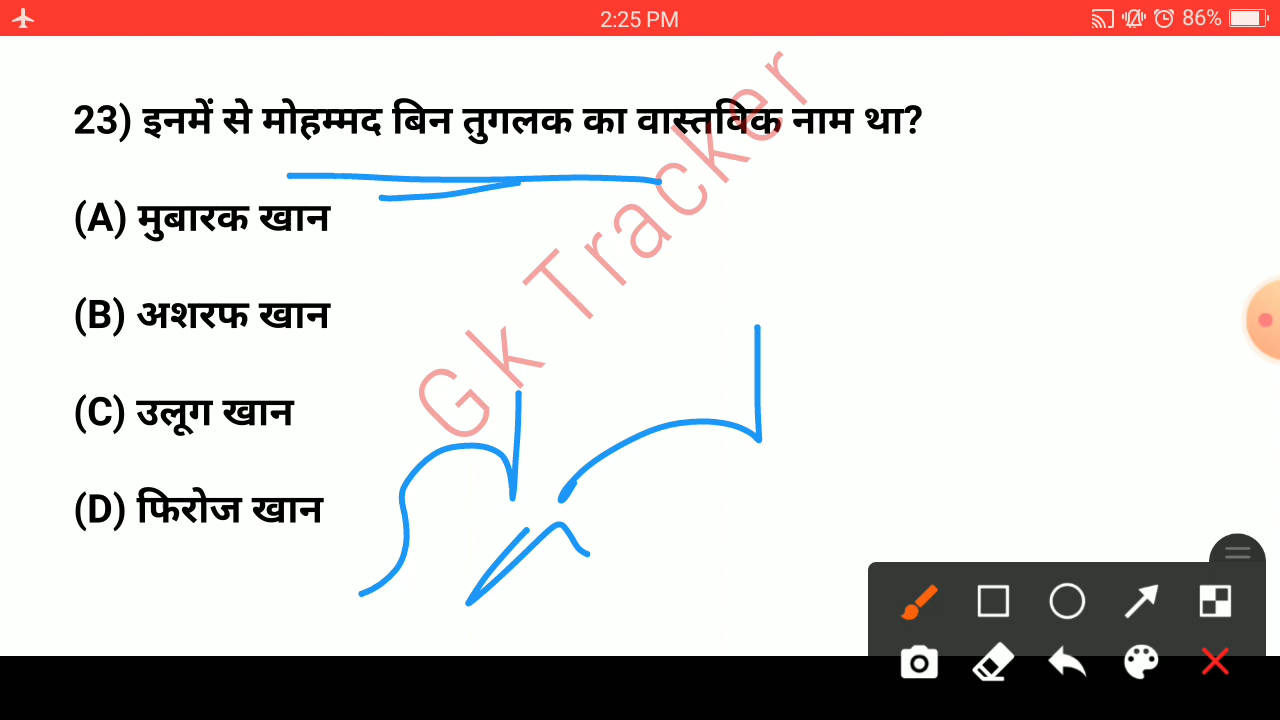 2:25 PM
86%
23) इनमें से मोहम्मद बिन तुगलक का वास्तविक नाम था?
(A) मुबारक खान
(B) अशरफ खान
(C) उलूग खान
(D) फिरोज खान
Gk Tracker